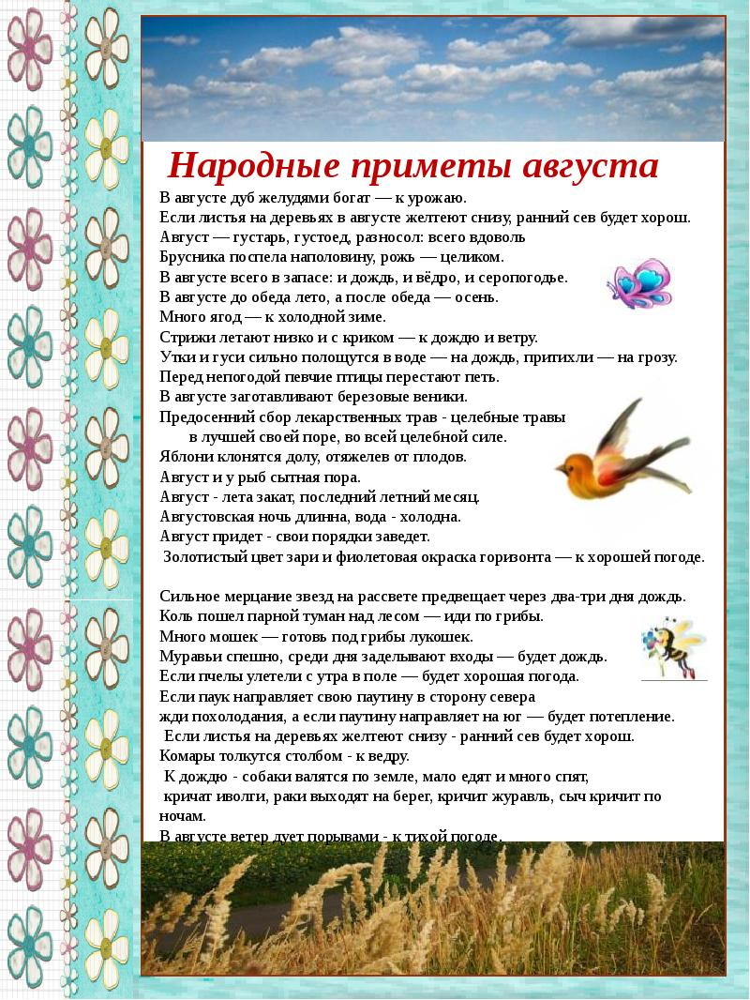 Народные приметы августа
В августе дуб желудями богат — к урожаю.
Если листья на деревьях в августе желтеют снизу, ранний сев будет хорош.
Август — густарь, густоед, разносол: всего вдоволь
Брусника поспела наполовину, рожь — целиком.
В августе всего в запасе: и дождь, и вёдро, и серопогодье.
В августе до обеда лето, а после обеда — осень.
Много ягод — к холодной зиме.
Стрижи летают низко и с криком — к дождю и ветру.
Утки и гуси сильно полощутся в воде — на дождь, притихли — на грозу.
Перед непогодой певчие птицы перестают петь.
В августе заготавливают березовые веники.
Предосенний сбор лекарственных трав - целебные травы
в лучшей своей поре, во всей целебной силе.
Яблони клонятся долу, отяжелев от плодов.
Август и у рыб сытная пора.
Август - лета закат, последний летний месяц.
Августовская ночь длинна, вода - холодна.
Август придет - свои порядки заведет.
Золотистый цвет зари и фиолетовая окраска горизонта — к хорошей погоде.
Сильное мерцание звезд на рассвете предвещает через два-три дня дождь.
Коль пошел парной туман над лесом — иди по грибы.
Много мошек — готовь под грибы лукошек.
Муравьи спешно, среди дня заделывают входы — будет дождь.
Если пчелы улетели с утра в поле — будет хорошая погода.
Если паук направляет свою паутину в сторону севера
жди похолодания, а если паутину направляет на юг — будет потепление.
Если листья на деревьях желтеют снизу - ранний сев будет хорош.
Комары толкутся столбом - к ведру.
К дождю - собаки валятся по земле, мало едят и много спят,
кричат иволги, раки выходят на берег, кричит журавль, сыч кричит по
ночам.
В августе ветер дует порывами - к тихой погоде.